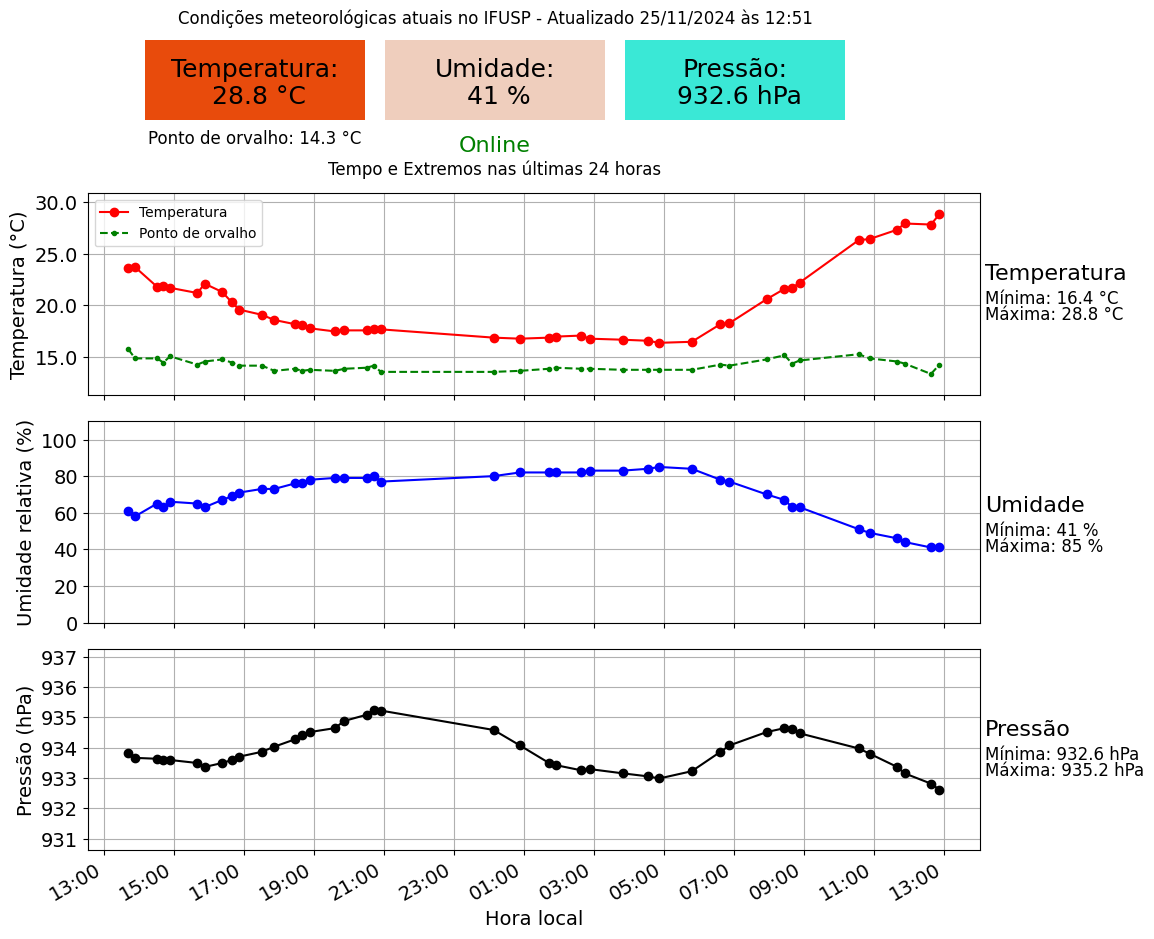 Condições meteorológicas atuais no IFUSP - Atualizado 25/11/2024 às 12:51
Temperatura:
28.8 °C
Umidade:
41 %
Pressão:
932.6 hPa
Ponto de orvalho: 14.3 °C
Online
Tempo e Extremos nas últimas 24 horas
Temperatura (°C)
30.0
25.0
20.0
15.0
Temperatura
Ponto de orvalho
Temperatura
Mínima: 16.4 °C
Máxima: 28.8 °C
Umidade relativa (%)
100
80
60
40
20
0
Umidade
Mínima: 41 %
Máxima: 85 %
Pressão (hPa)
937
936
935
934
933
932
931
Pressão
Mínima: 932.6 hPa
Máxima: 935.2 hPa
13:00 15:00 17:00 19:00 21:00 23:00 01:00 03:00 05:00 07:00 09:00 11:00 13:00
Hora local